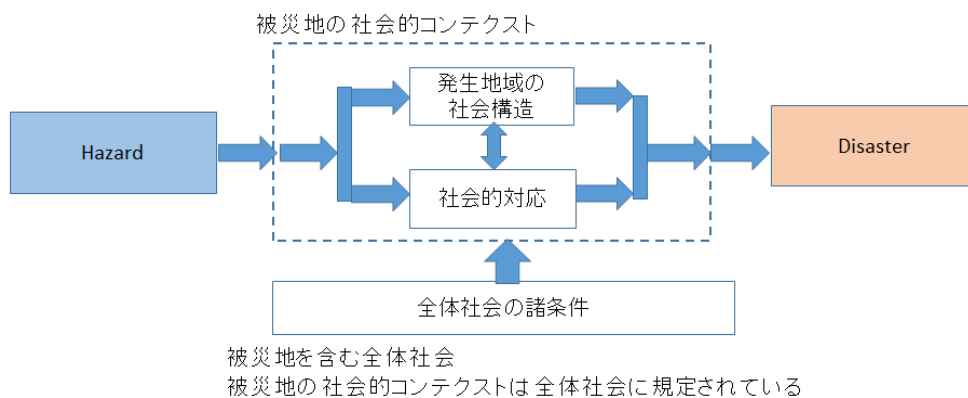 被災地の社会的コンテクスト
発生地域の
社会構造
Hazard
Disaster
社会的対応
全体社会の諸条件
被災地を含む全体社会
被災地の社会的コンテクストは全体社会に規定されている